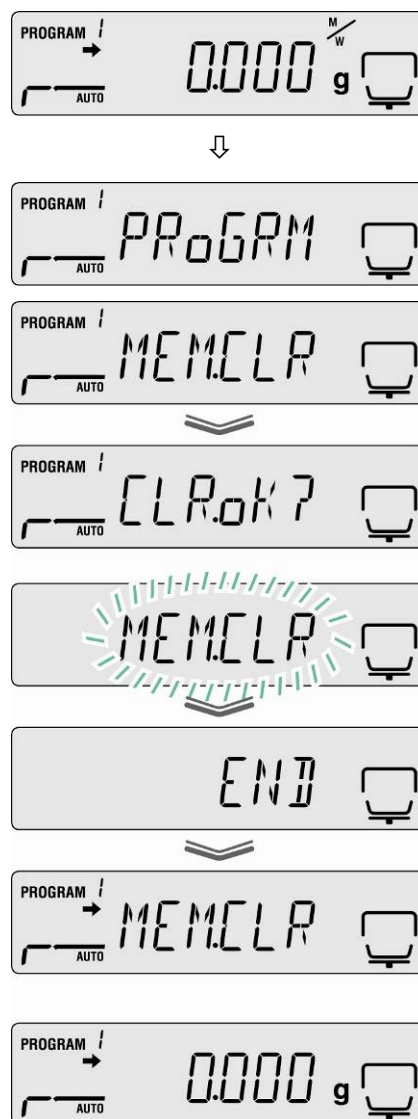 PROGRAM 1
M/W
0.000 g
AUTO
PROGRAM 1
PRoGRM
AUTO
PROGRAM 1
MEM.CLR
AUTO
PROGRAM 1
CLR.oK?
AUTO
MEM.CLR
END
PROGRAM 1
MEM.CLR
AUTO
PROGRAM 1
0.000 g
AUTO